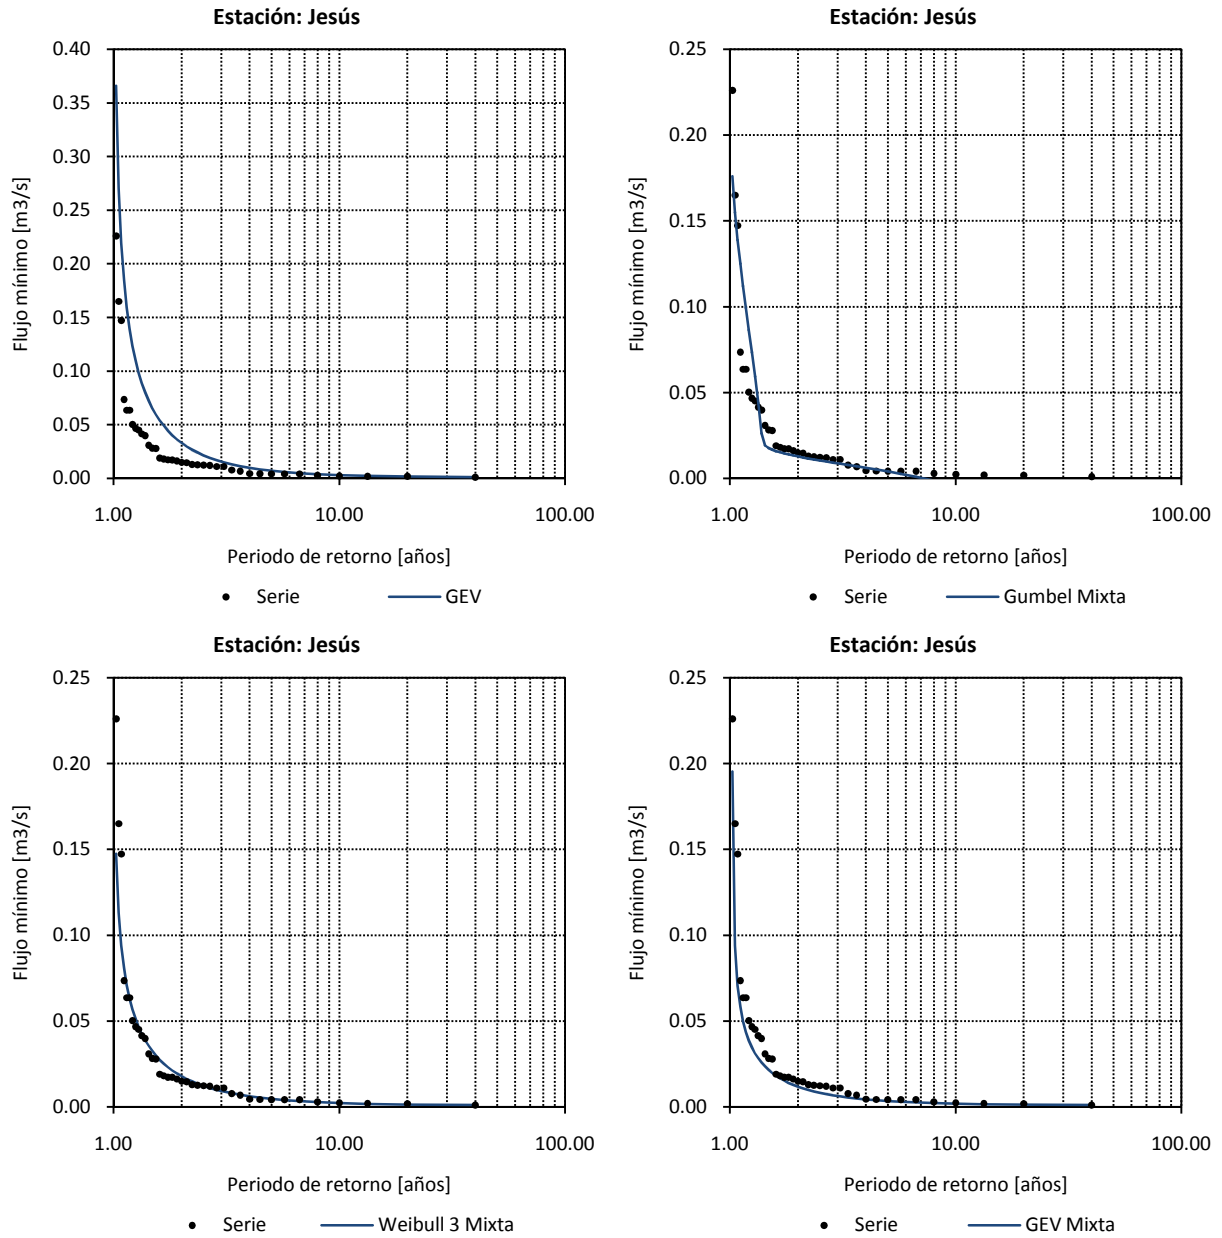 Estación: Jesús
0.40
0.35
0.30
0.25
0.20
0.15
0.10
0.05
0.00
Flujo mínimo [m3/s]
1.00 10.00 100.00
Periodo de retorno [años]
Serie GEV
Estación: Jesús
0.25
0.20
0.15
0.10
0.05
0.00
Flujo mínimo [m3/s]
1.00 10.00 100.00
Periodo de retorno [años]
Serie Gumbel Mixta
Estación: Jesús
0.25
0.20
0.15
0.10
0.05
0.00
Flujo mínimo [m3/s]
1.00 10.00 100.00
Periodo de retorno [años]
Serie Weibull 3 Mixta
Estación: Jesús
0.25
0.20
0.15
0.10
0.05
0.00
Flujo mínimo [m3/s]
1.00 10.00 100.00
Periodo de retorno [años]
Serie GEV Mixta